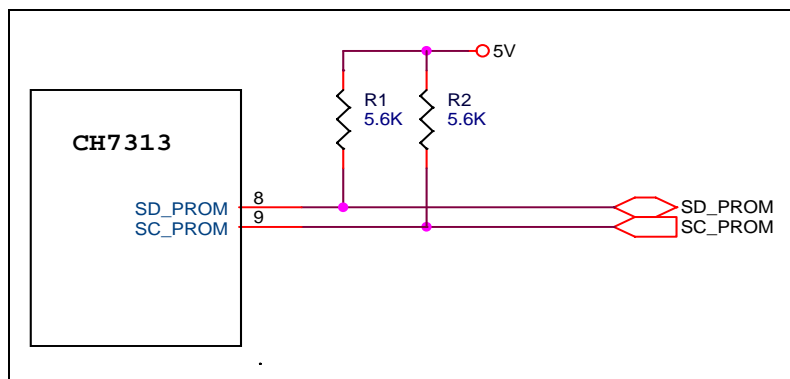 5V
R1
5.6K
R2
5.6K
CH7313
SD_PROM
8
SD_PROM
SC_PROM
9
SC_PROM